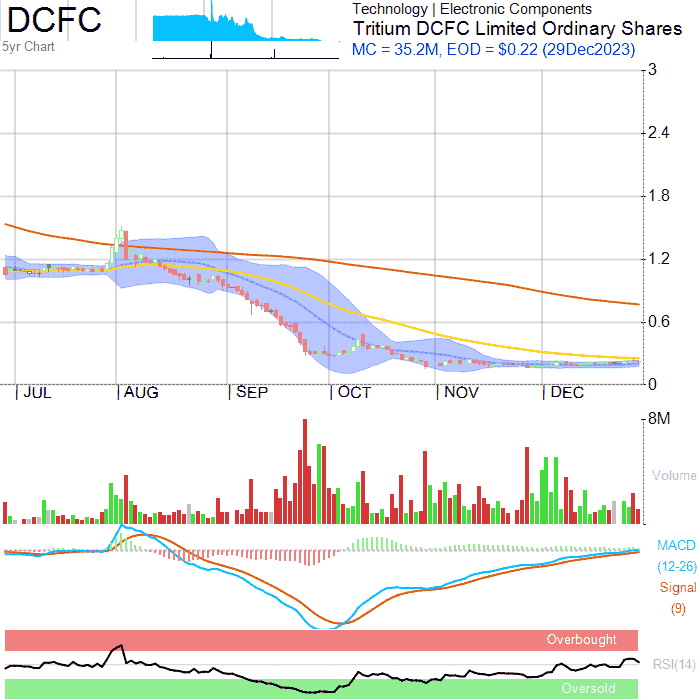 DCFC
5yr Chart
Technology | Electronic Components
Tritium DCFC Limited Ordinary Shares
MC = 35.2M, EOD = $0.22 (29Dec2023)
3
2.4
1.8
1.2
0.6
0
JUL AUG SEP OCT NOV DEC
8M
Volume
MACD
(12-26)
Signal
(9)
Overbought
RSI(14)
Oversold